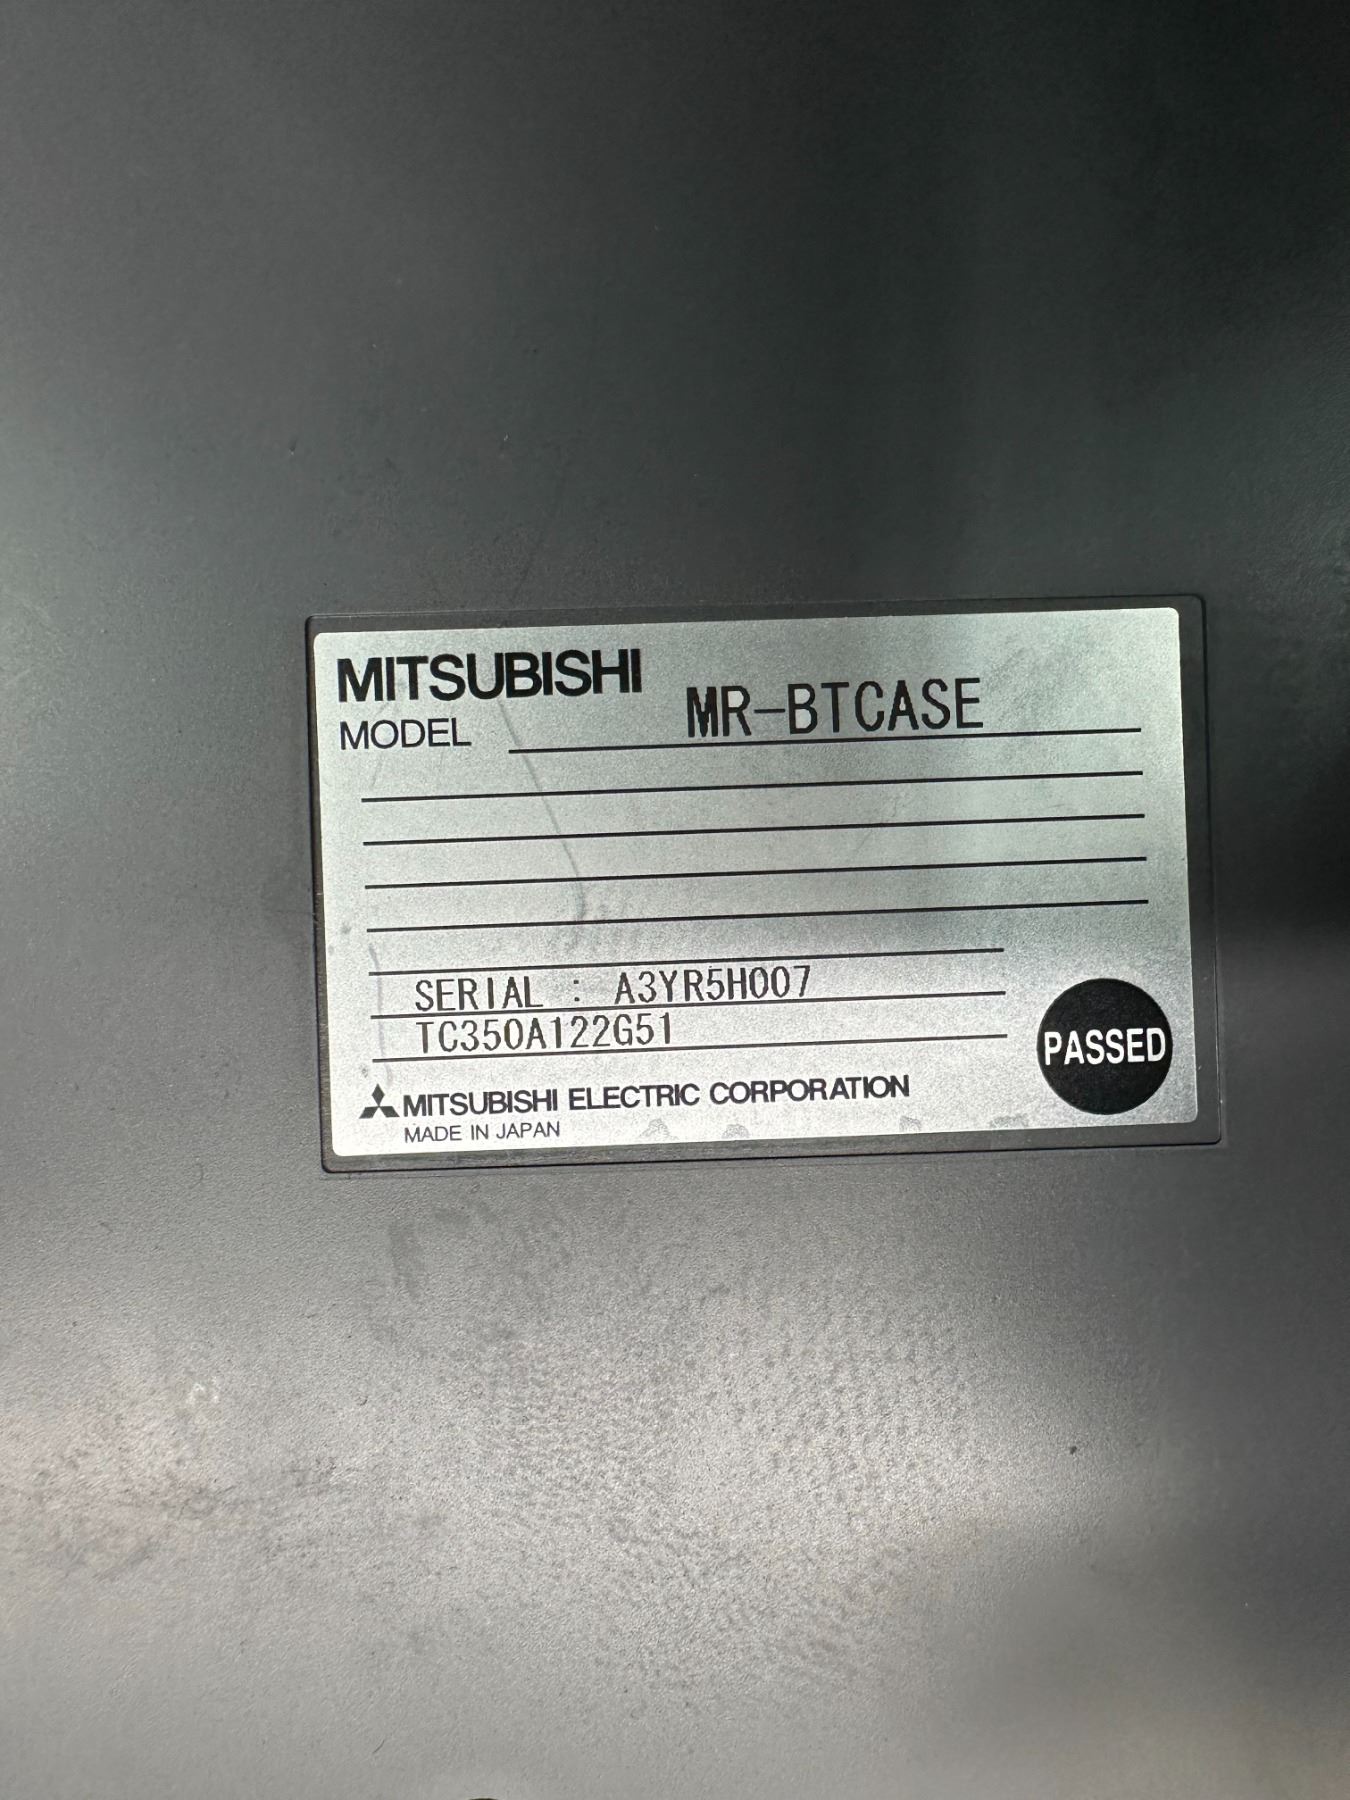 MITSUBISHI
MODEL MR-BTCASE
SERIAL : A3YR5H007
TC350A122G51
PASSED
MITSUBISHI ELECTRIC CORPORATION
MADE IN JAPAN